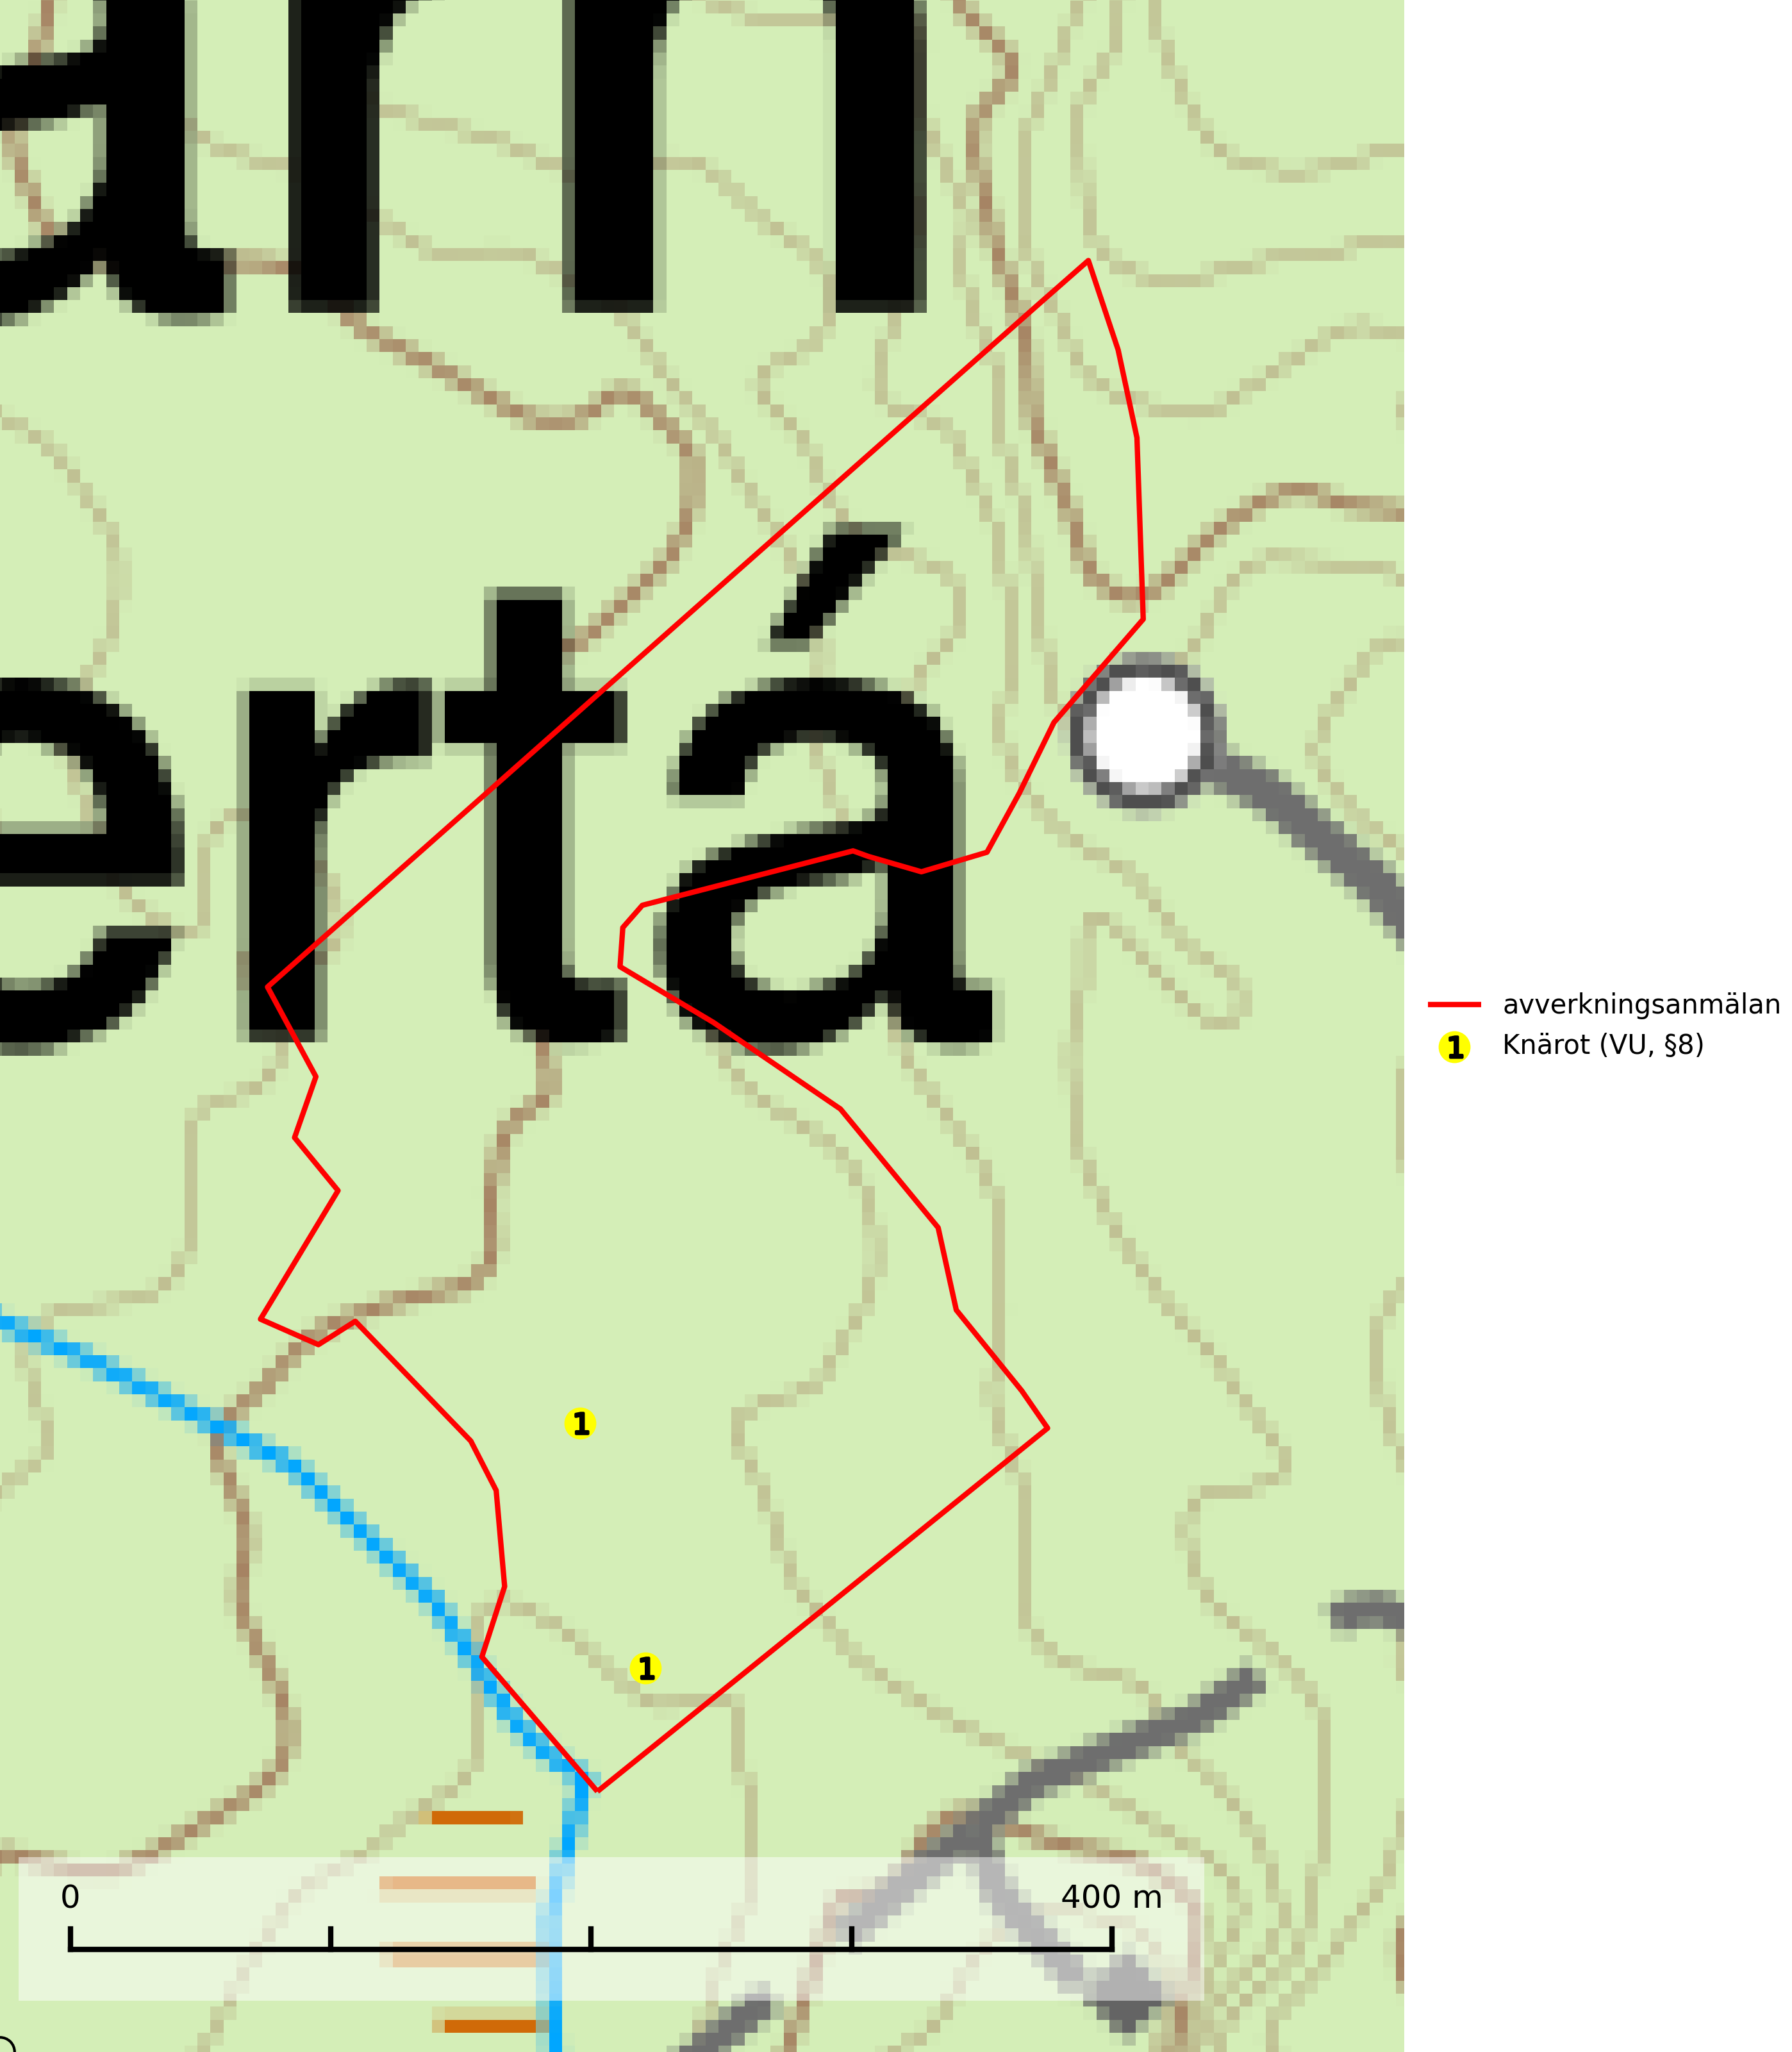 ertá
avverkningsanmälan
1 Knärot (VU, §8)
1
1
0 400 m